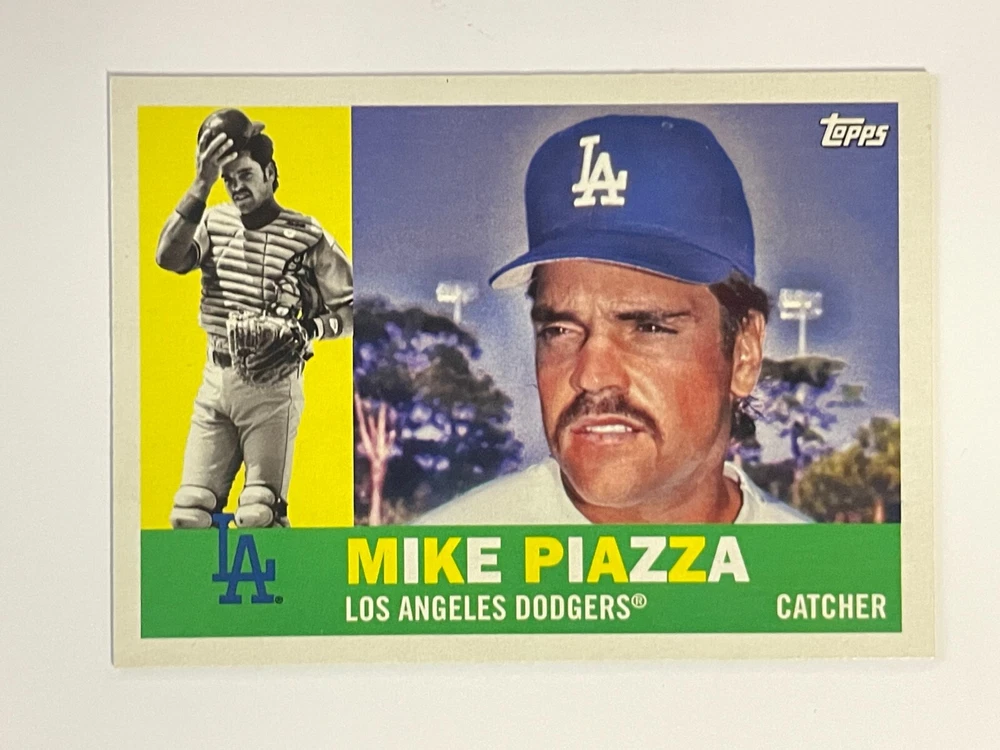 LA
Topps
LA
MIKE PIAZZA
LOS ANGELES DODGERS®
CATCHER